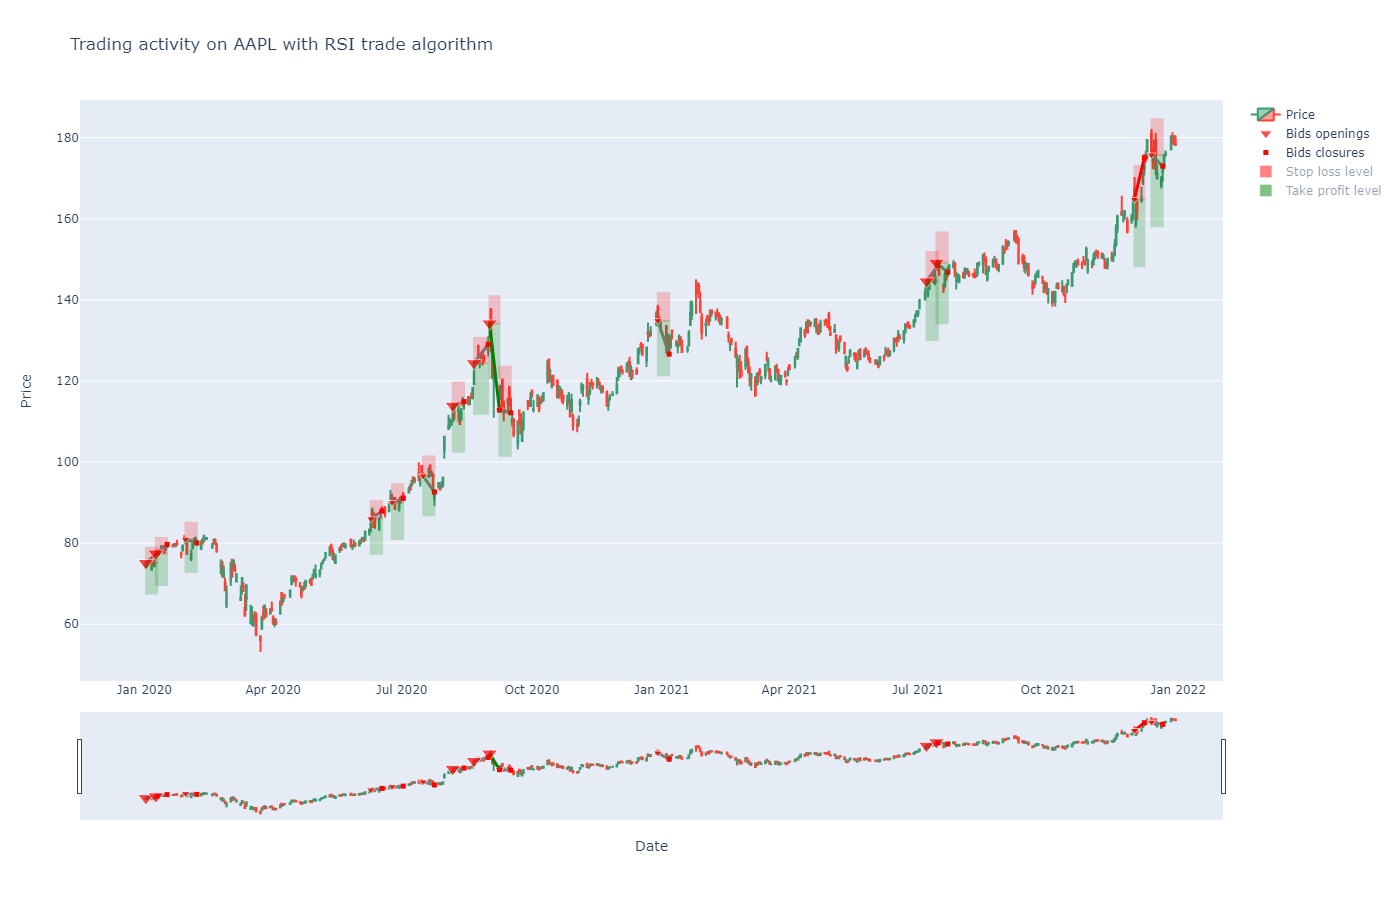 Trading activity on AAPL with RSI trade algorithm
Price
Bids openings
Bids closures
Stop loss level
Take profit level
Price
180
160
140
120
100
80
60
Jan 2020
Apr 2020
Jul 2020
Oct 2020
Jan 2021
Apr 2021
Jul 2021
Oct 2021
Jan 2022
Date